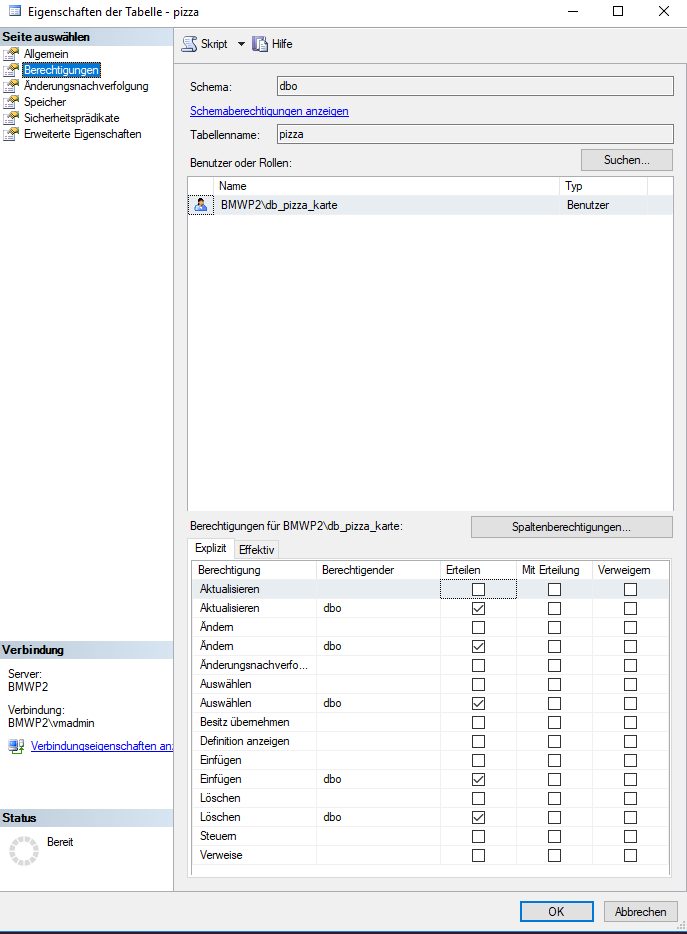 Eigenschaften der Tabelle - pizza
Seite auswählen
Allgemein
Berechtigungen
Änderungsnachverfolgung
Speicher
Sicherheitsprädikate
Erweiterte Eigenschaften
Skript
Hilfe
Schema:
dbo
Schemaberechtigungen anzeigen
Tabellenname:
pizza
Benutzer oder Rollen:
Suchen...
Name Typ
BMWP2\db_pizza_karte Benutzer
Berechtigungen für BMWP2\db_pizza_karte:
Spaltenberechtigungen...
Explizit Effektiv
Berechtigung Berechtigender Erteilen Mit Erteilung Verweigern
Aktualisieren
Aktualisieren dbo
Ändern
Ändern dbo
Änderungsnachverfo...
Auswählen
Auswählen dbo
Besitz übernehmen
Definition anzeigen
Einfügen
Einfügen dbo
Löschen
Löschen dbo
Steuern
Verweise
Verbindung
Server:
BMWP2
Verbindung:
BMWP2\vmadmin
Verbindungseigenschaften anz
Status
Bereit
OK
Abbrechen